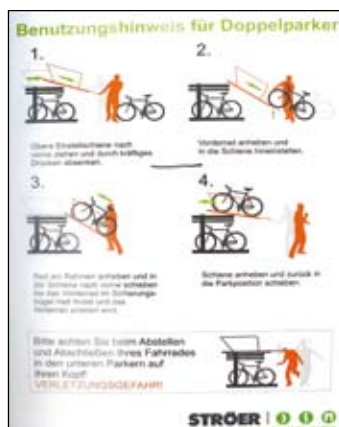 Benutzungshinweis für Doppelparker
1.
2.
Obere Einstellschiene nach
vorne ziehen und durch kräftiges
Drücken absenken.
Vorderrad anheben und
in die Schiene hineinstellen.
3.
4.
Rad am Rahmen anheben und in
die Schiene nach vorne schieben
bis das Vorderrad im Sicherungs-
bügel fest
Vorderrad
Schiene anheben und zurück in
die Parkposition schieben.
Bitte achten Sie beim Abstellen
und Abschließen Ihres Fahrrades
in den unteren Parkern auf
Ihren Kopf!
VERLETZUNGSGEFAHR!
STRÖER